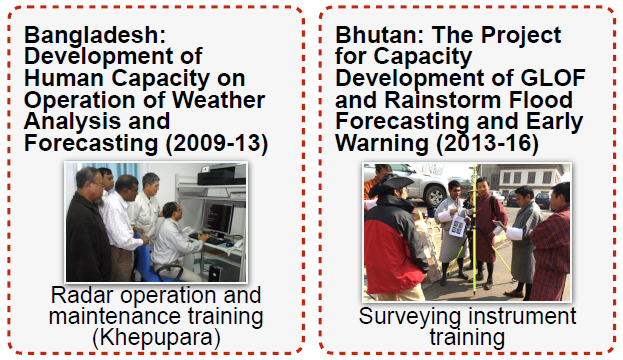 Bangladesh:
Development of
Human Capacity on
Operation of Weather
Analysis and
Forecasting (2009-13)
Radar operation and
maintenance training
(Khepupara)
Bhutan: The Project
for Capacity
Development of GLOF
and Rainstorm Flood
Forecasting and Early
Warning (2013-16)
Surveying instrument
training